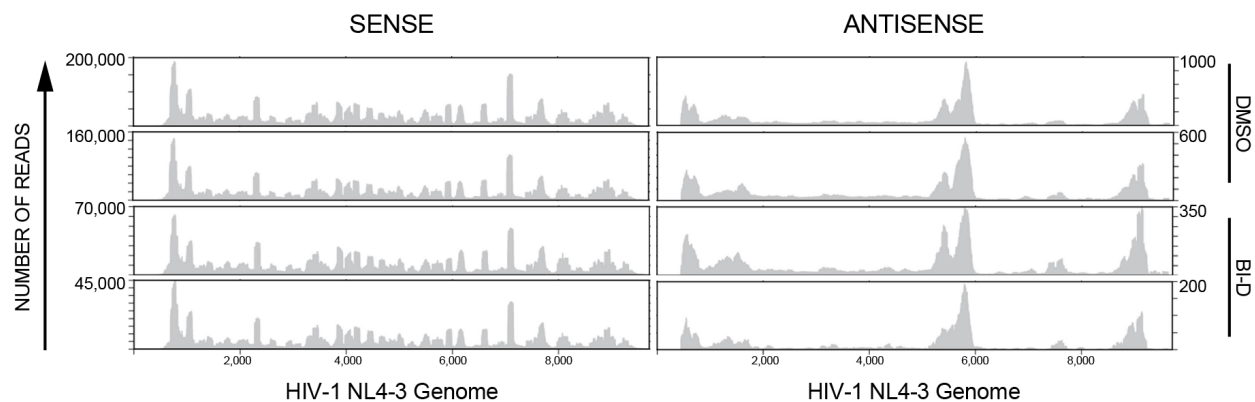 SENSE
ANTISENSE
200,000
1000
160,000
600
70,000
350
45,000
200
NUMBER OF READS
DMSO
BI-D
2,000 4,000 6,000 8,000
2,000 4,000 6,000 8,000
HIV-1 NL4-3 Genome
HIV-1 NL4-3 Genome